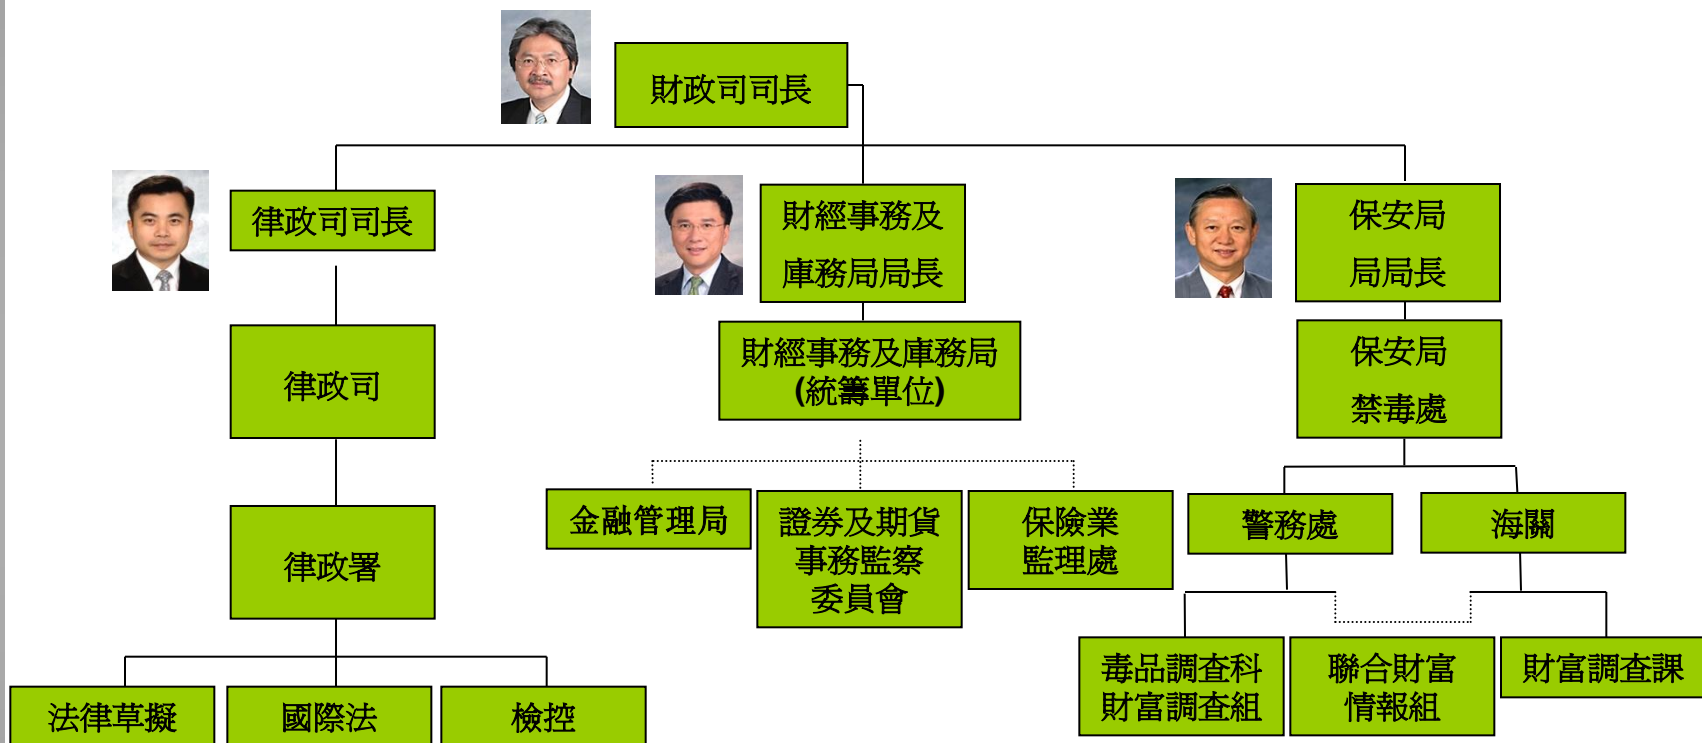 財政司司長
律政司司長
財經事務及
庫務局局長
保安局
局局長
律政司
財經事務及庫務局
(統籌單位)
保安局
禁毒處
律政署
金融管理局
證券及期貨
事務監察
委員會
保險業
監理處
警務處
海關
法律草擬
國際法
檢控
毒品調查科
財富調查組
聯合財富
情報組
財富調查課